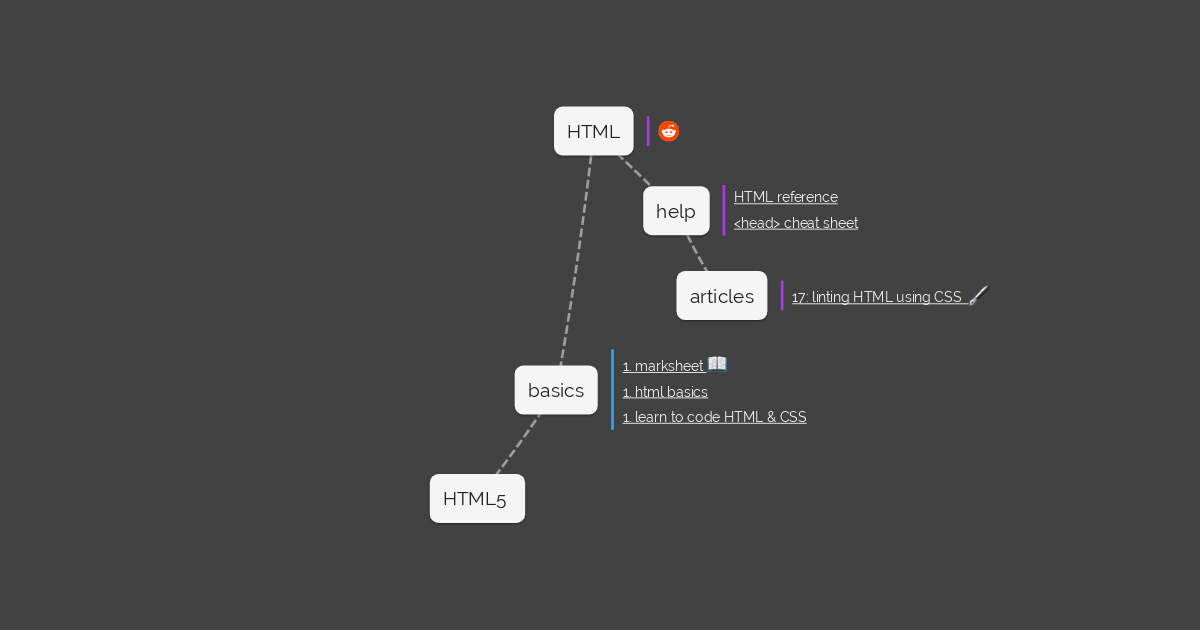 HTML
help
HTML reference
<head> cheat sheet
articles
17: linting HTML using CSS
basics
1. marksheet
1. html basics
1. learn to code HTML & CSS
HTML5